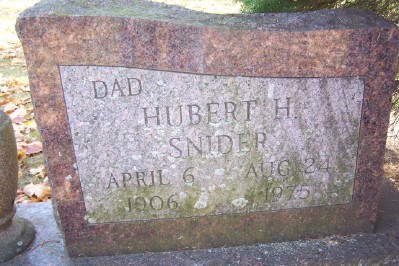 DAD
HUBERT H.
SNIDER
APRIL 6 AUG 24
1906 1975